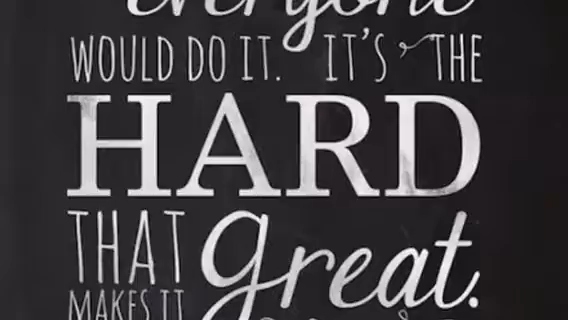 everyone
WOULD DO IT. IT'S THE
HARD
THAT great.
MAKES IT